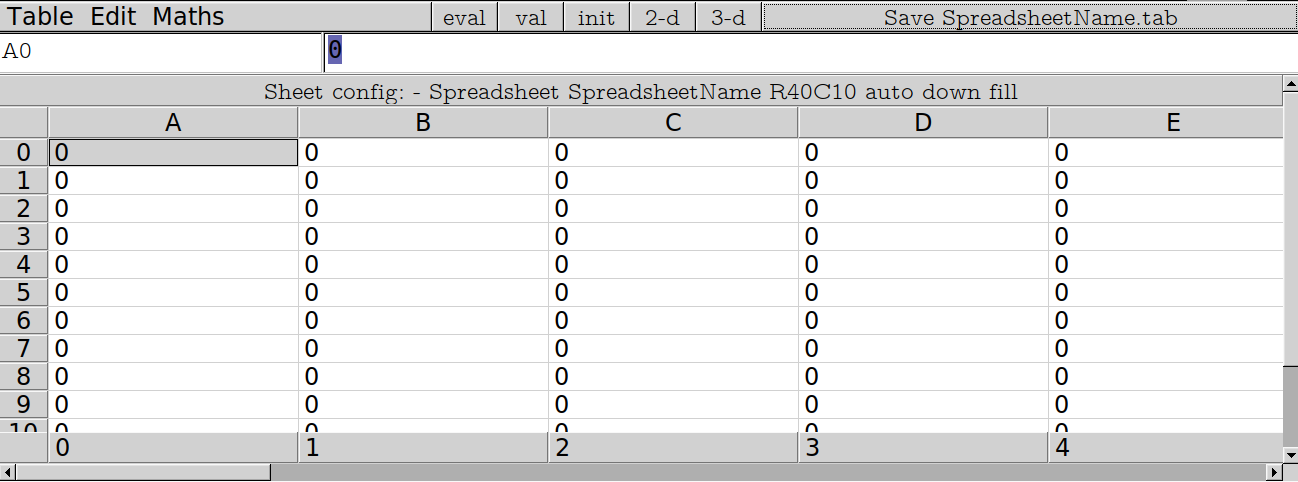 Table Edit Maths eval val init 2-d 3-d Save SpreadsheetName.tab
A0 0
Sheet config: - Spreadsheet SpreadsheetName R40C10 auto down fill
A B C D E
0 0 0 0 0 0
1 0 0 0 0 0
2 0 0 0 0 0
3 0 0 0 0 0
4 0 0 0 0 0
5 0 0 0 0 0
6 0 0 0 0 0
7 0 0 0 0 0
8 0 0 0 0 0
9 0 0 0 0 0
10 0 0 0 0 0
0 1 2 3 4